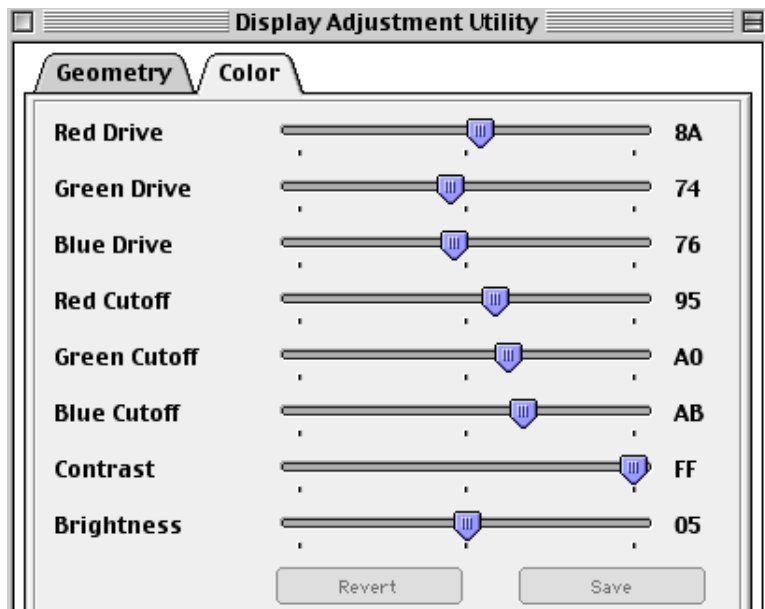 Display Adjustment Utility
Geometry Color
Red Drive 8A
Green Drive 74
Blue Drive 76
Red Cutoff 95
Green Cutoff A0
Blue Cutoff AB
Contrast FF
Brightness 05
Revert Save